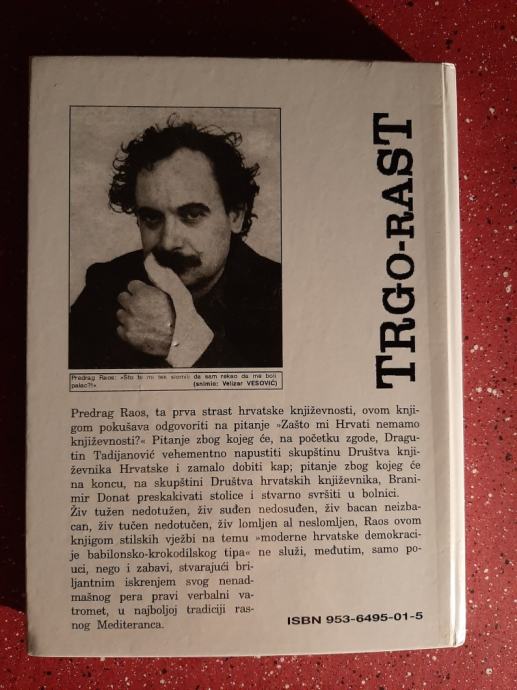 TRGO-RAST
Predrag Raos: »Što bi mi tek slomili da sam rekao da me boli
palac?!« (snimio: Velizar VESOVIĆ)
Predrag Raos, ta prva strast hrvatske književnosti, ovom knji-
gom pokušava odgovoriti na pitanje »Zašto mi Hrvati nemamo
književnosti?« Pitanje zbog kojeg će, na početku zgode, Dragu-
tin Tadijanović vehementno napustiti skupštinu Društva knji-
ževnika Hrvatske i zamalo dobiti kap; pitanje zbog kojeg će
na koncu, na skupštini Društva hrvatskih književnika, Brani-
mir Donat preskakivati stolice i stvarno svršiti u bolnici.
Živ tužen nedotužen, živ suđen nedosuđen, živ bacan neizba-
can, živ tučen nedotučen, živ lomljen al neslomljen, Raos ovom
knjigom stilskih vježbi na temu »moderne hrvatske demokraci-
je babilonsko-krokodilskog tipa« ne služi, međutim, samo po-
uci, nego i zabavi, stvarajući bri-
ljantnim iskrenjem svog nenad-
mašnog pera pravi verbalni va-
tromet, u najboljoj tradiciji ras-
nog Mediteranca.
ISBN 953-6495-01-5